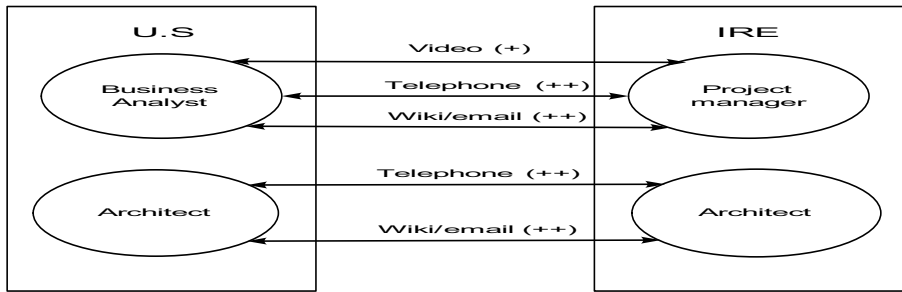 U.S
IRE
Video (+)
Business
Analyst
Telephone (++)
Project
manager
Wiki/email (++)
Telephone (++)
Architect
Architect
Wiki/email (++)